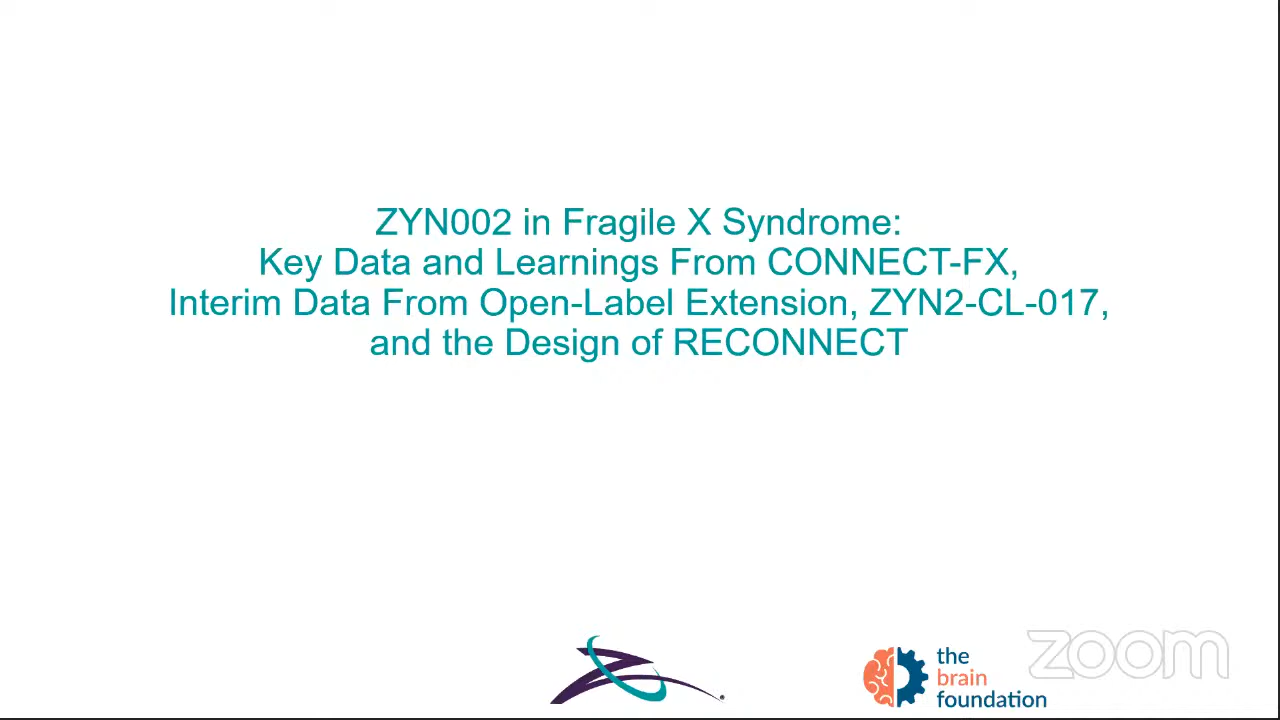 ZYN002 in Fragile X Syndrome:
Key Data and Learnings From CONNECT-FX,
Interim Data From Open-Label Extension, ZYN2-CL-017,
and the Design of RECONNECT
the
brain
foundation
zoom